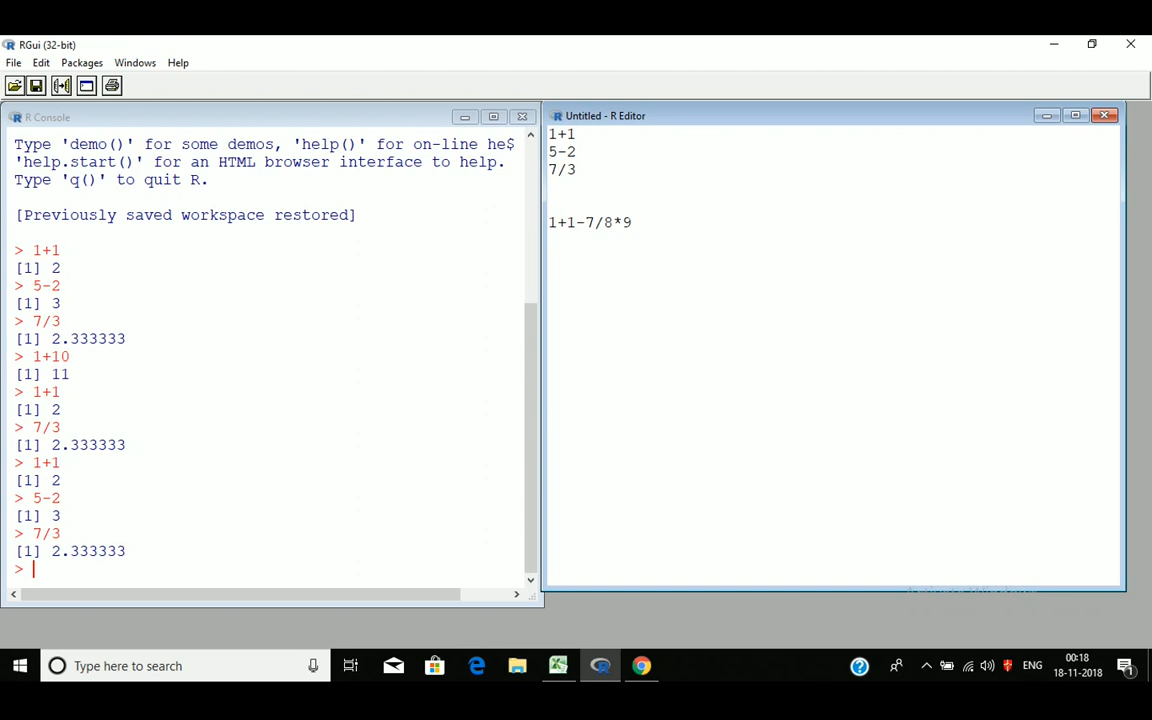 RGui (32-bit)
File Edit Packages Windows Help
R Console
Type 'demo()' for some demos, 'help()' for on-line he$
'help.start()' for an HTML browser interface to help.
Type 'q()' to quit R.
[Previously saved workspace restored]
> 1+1
[1] 2
> 5-2
[1] 3
> 7/3
[1] 2.333333
> 1+10
[1] 11
> 1+1
[1] 2
> 7/3
[1] 2.333333
> 1+1
[1] 2
> 5-2
[1] 3
> 7/3
[1] 2.333333
>
Untitled - R Editor
1+1
5-2
7/3
1+1-7/8*9
Type here to search
ENG
00:18
18-11-2018
1